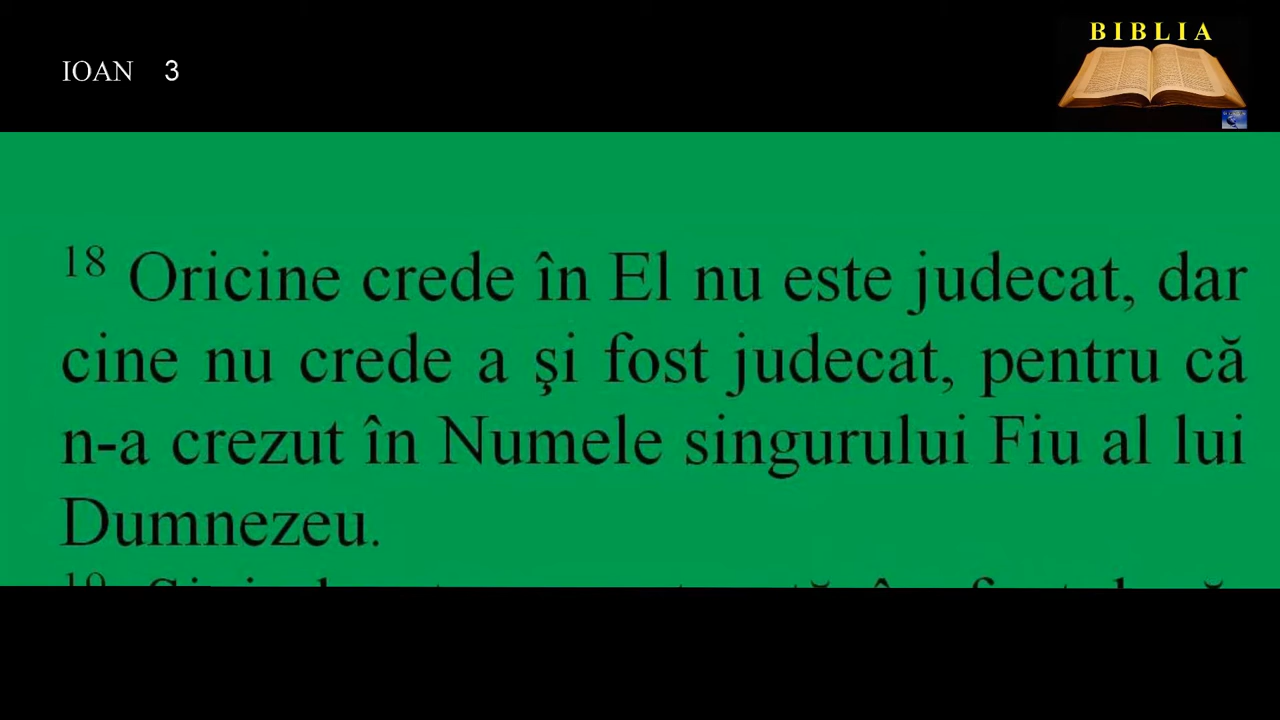 BIBLIA
IOAN 3
18 Oricine crede în El nu este judecat, dar
cine nu crede a şi fost judecat, pentru că
n-a crezut în Numele singurului Fiu al lui
Dumnezeu.
19